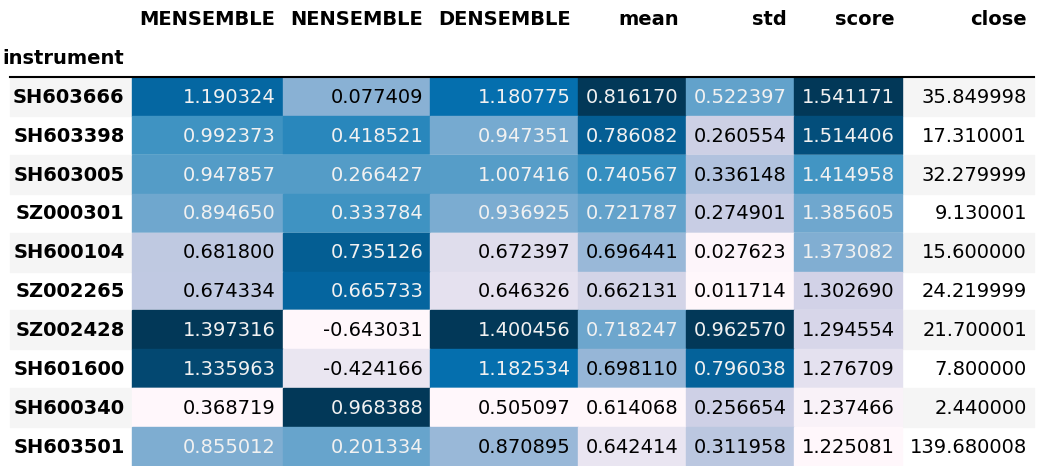 MENSEMBLE NENSEMBLE DENSEMBLE mean std score close
instrument
SH603666 1.190324 0.077409 1.180775 0.816170 0.522397 1.541171 35.849998
SH603398 0.992373 0.418521 0.947351 0.786082 0.260554 1.514406 17.310001
SH603005 0.947857 0.266427 1.007416 0.740567 0.336148 1.414958 32.279999
SZ000301 0.894650 0.333784 0.936925 0.721787 0.274901 1.385605 9.130001
SH600104 0.681800 0.735126 0.672397 0.696441 0.027623 1.373082 15.600000
SZ002265 0.674334 0.665733 0.646326 0.662131 0.011714 1.302690 24.219999
SZ002428 1.397316 -0.643031 1.400456 0.718247 0.962570 1.294554 21.700001
SH601600 1.335963 -0.424166 1.182534 0.698110 0.796038 1.276709 7.800000
SH600340 0.368719 0.968388 0.505097 0.614068 0.256654 1.237466 2.440000
SH603501 0.855012 0.201334 0.870895 0.642414 0.311958 1.225081 139.680008